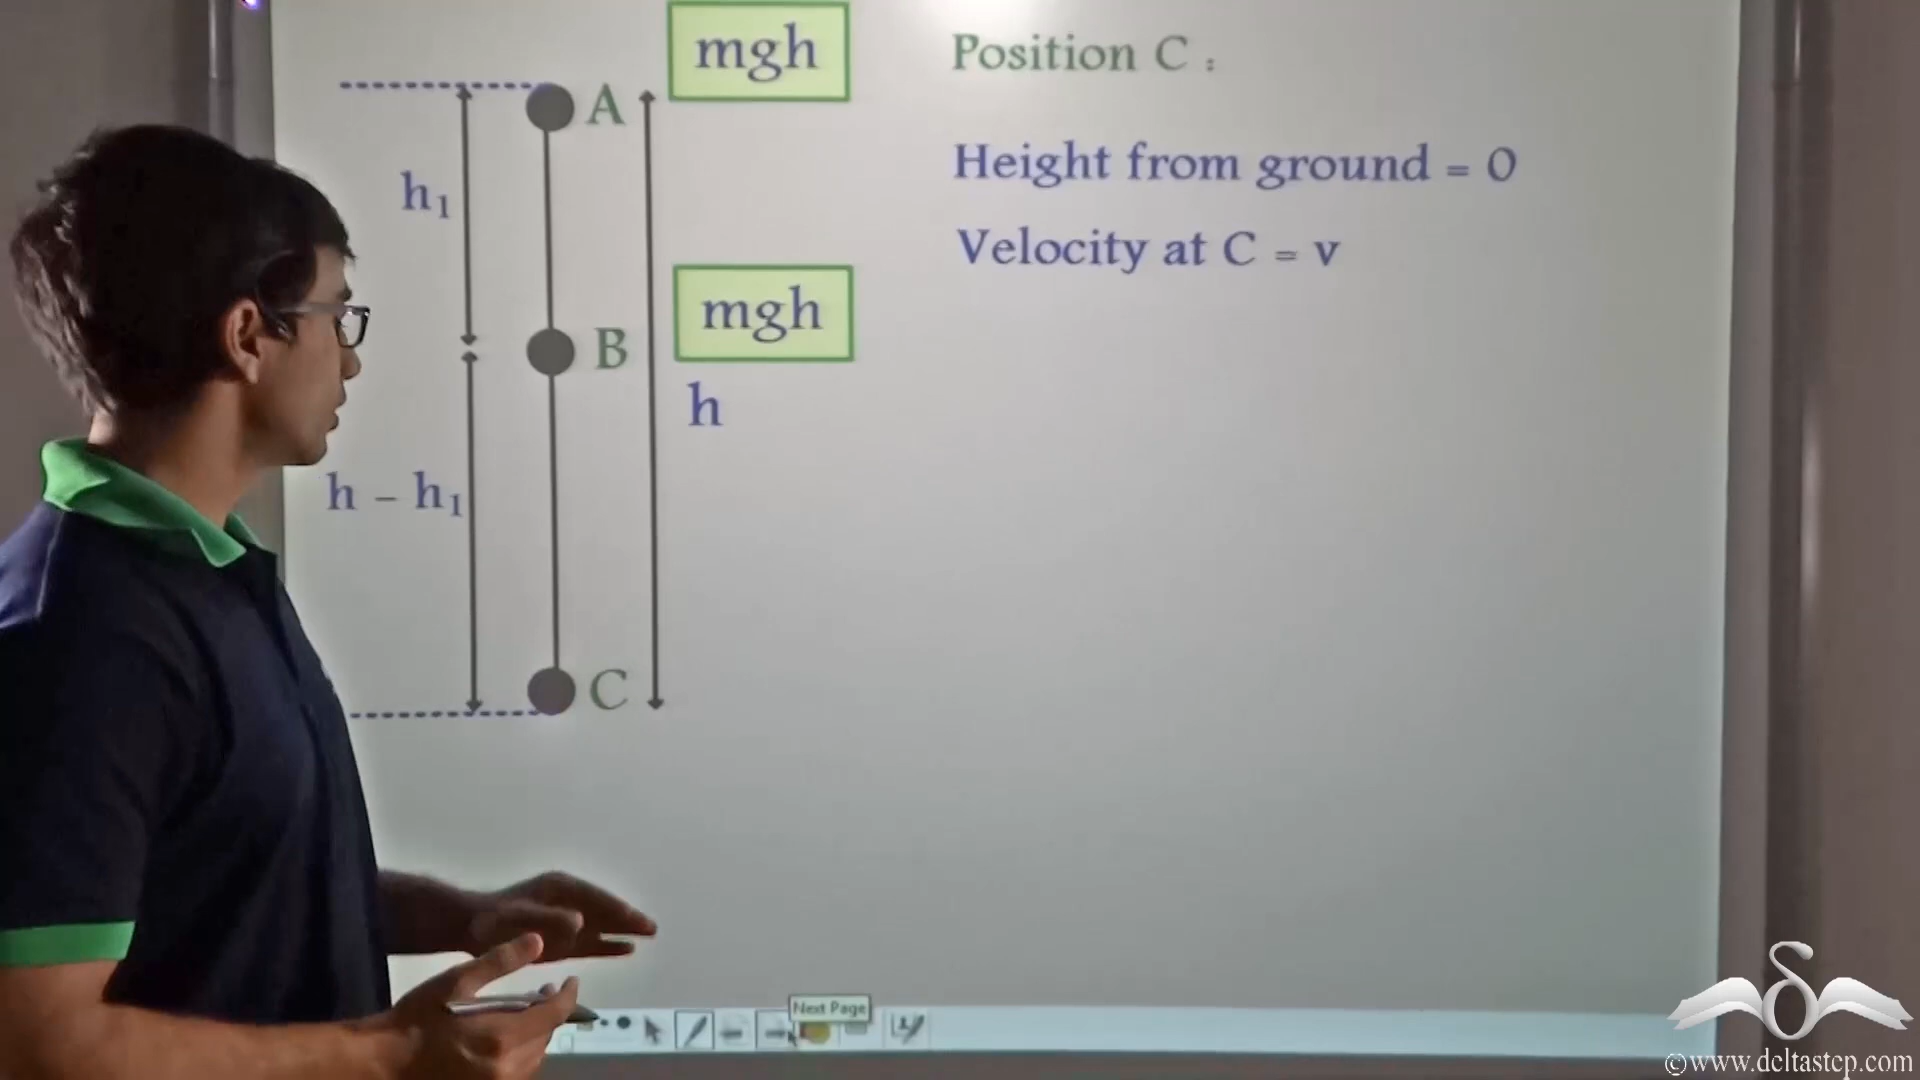 mgh
A
h₁
B
mgh
h
h – h₁
C
Position C :
Height from ground = 0
Velocity at C = v
Next Page
©www.deltastep.com